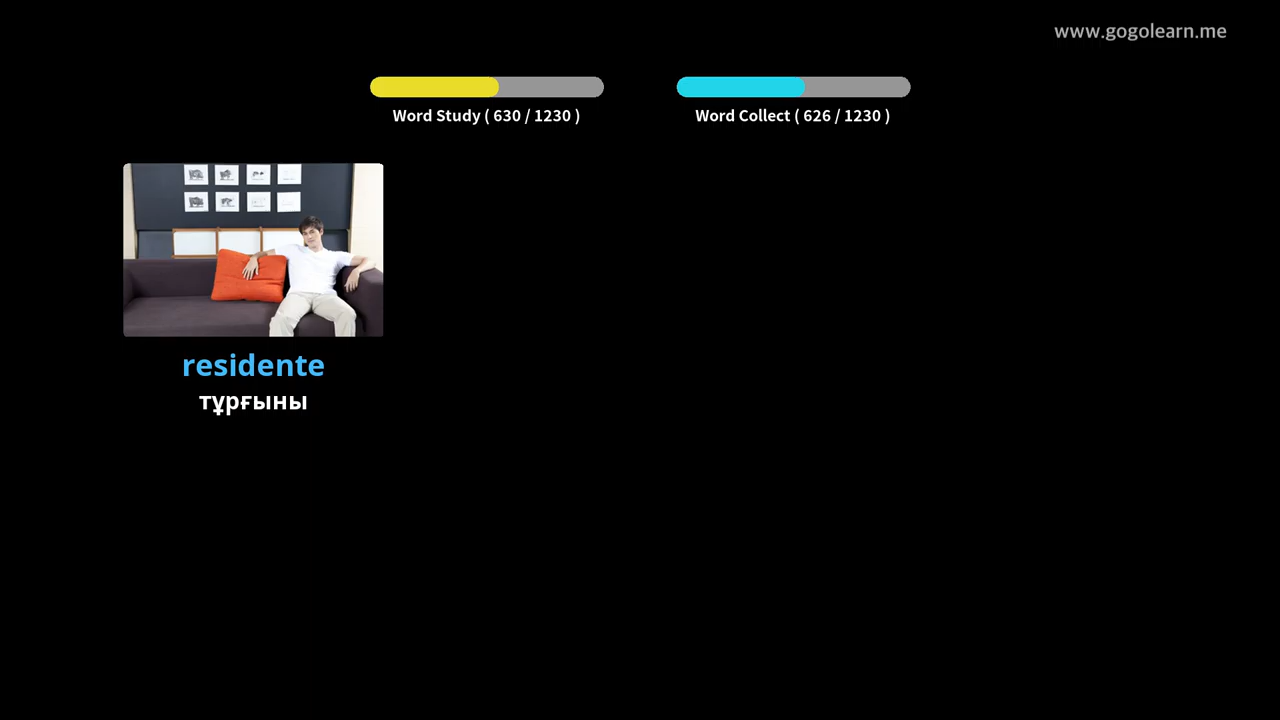 www.gogolearn.me
Word Study ( 630 / 1230 )
Word Collect ( 626 / 1230 )
residente
тұрғыны